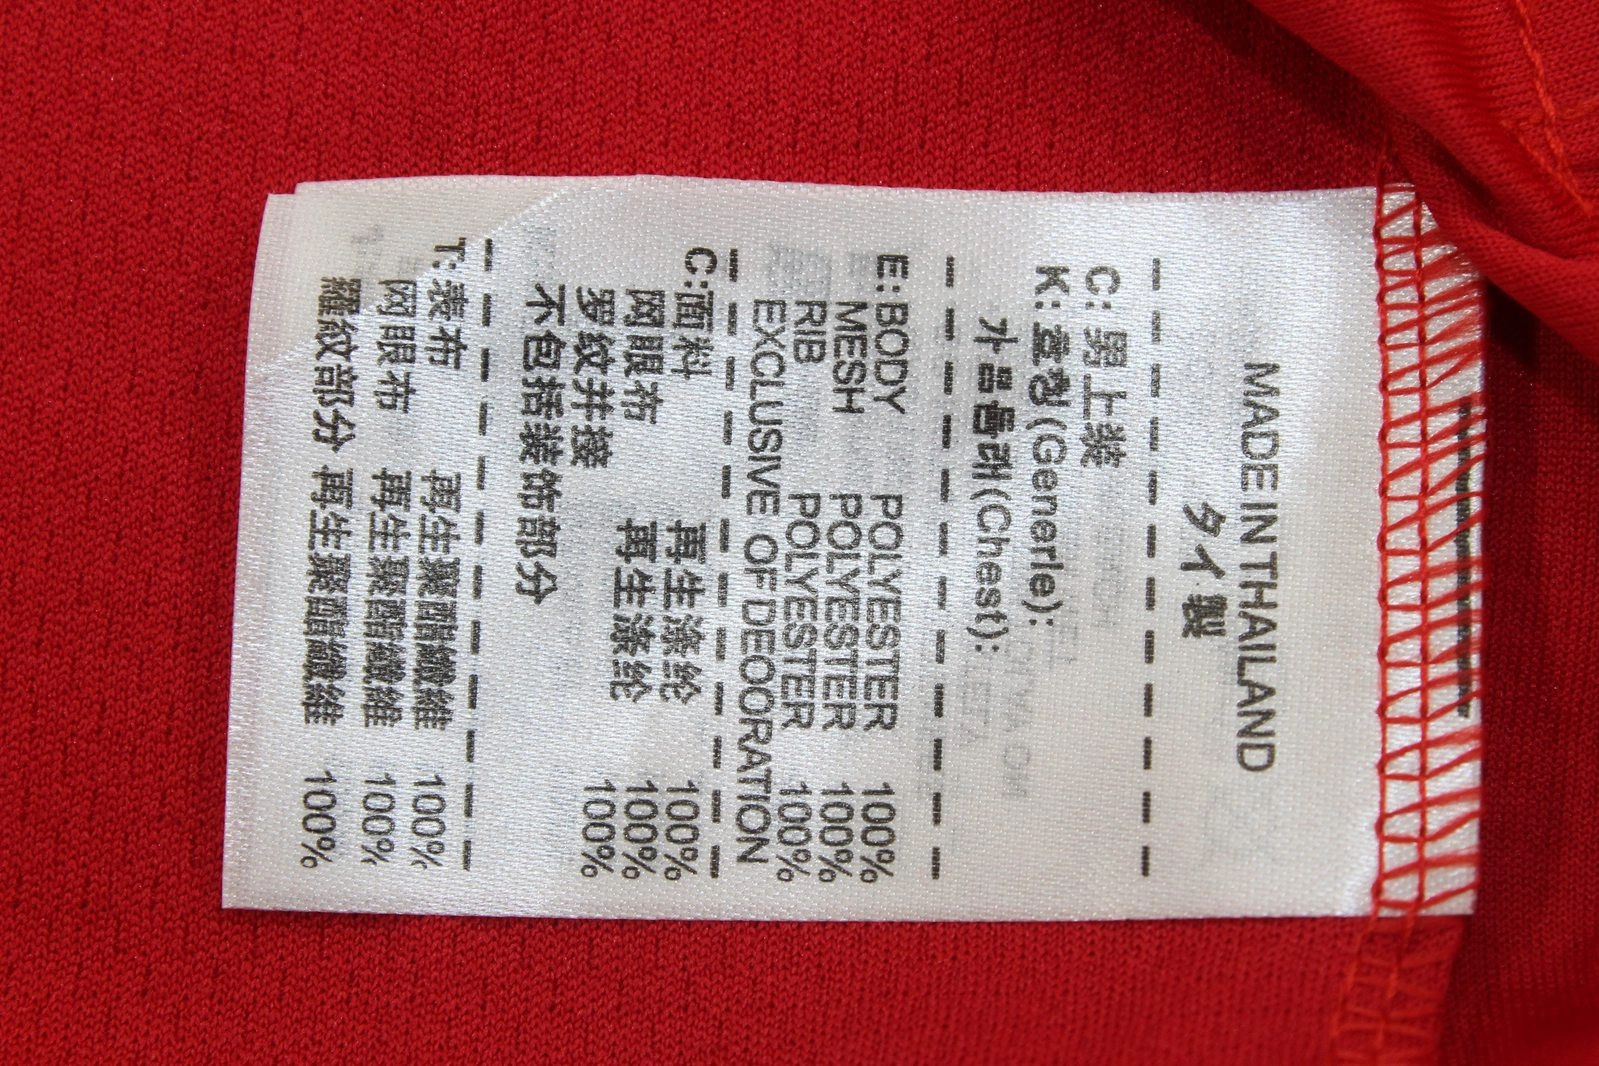 MADE IN THAILAND
タイ製
C: 男上装
K: 호칭(Generle):
가슴둘레(Chest):
E: BODY POLYESTER 100%
MESH POLYESTER 100%
RIB POLYESTER 100%
EXCLUSIVE OF DEOORATION
C:面料 再生涤纶 100%
网眼布 再生涤纶 100%
罗纹并接 100%
不包括装饰部分
T:表布 再生聚酯纖維 100%
网眼布 再生聚酯纖維 100%
羅紋部分 再生聚酯纖維 100%